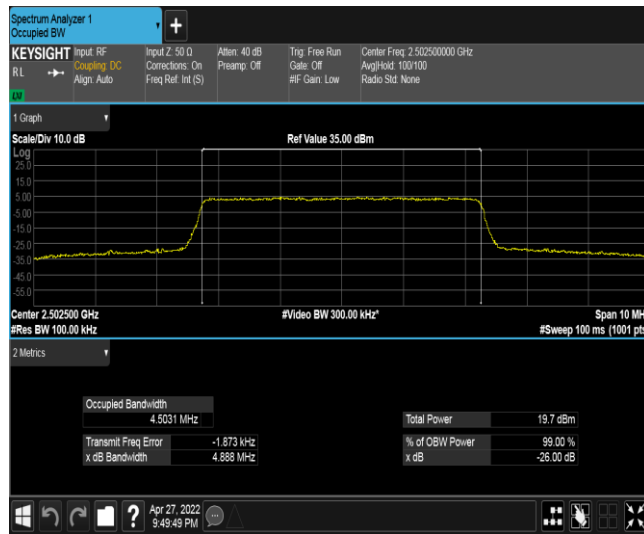 Spectrum Analyzer 1
Occupied BW
+
KEYSIGHT Input: RF Input Z: 50 Ω Atten: 40 dB Trig: Free Run Center Freq: 2.502500000 GHz
RL Coupling: DC Corrections: On Preamp: Off Gate: Off Avg|Hold: 100/100
Align: Auto Freq Ref: Int (S) #IF Gain: Low Radio Std: None
1 Graph
Scale/Div 10.0 dB Ref Value 35.00 dBm
Log
25.0
15.0
5.00
-5.00
-15.0
-25.0
-35.0
-45.0
-55.0
Center 2.502500 GHz #Video BW 300.00 kHz* Span 10 MH
#Res BW 100.00 kHz #Sweep 100 ms (1001 pts
2 Metrics
Occupied Bandwidth
4.5031 MHz Total Power 19.7 dBm
Transmit Freq Error -1.873 kHz % of OBW Power 99.00 %
x dB Bandwidth 4.888 MHz x dB -26.00 dB
? Apr 27, 2022
9:49:49 PM